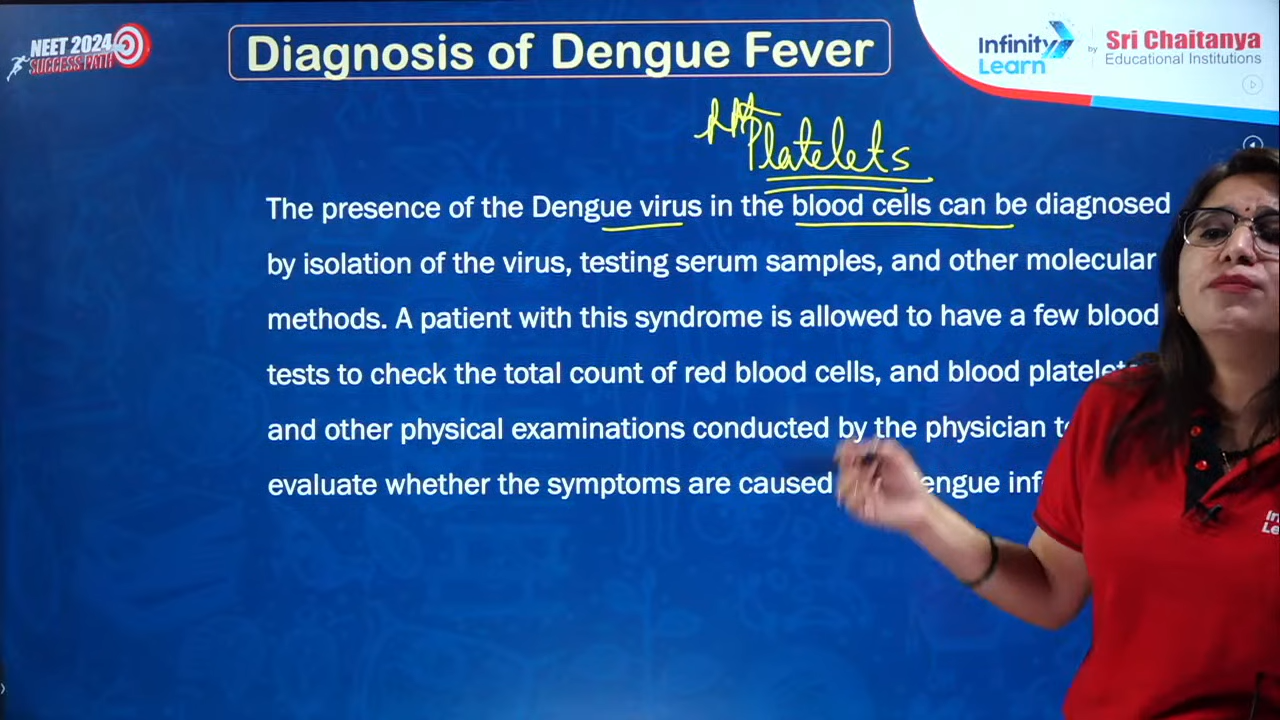 NEET 2024
SUCCESS PATH
Diagnosis of Dengue Fever
Infinity Learn by Sri Chaitanya Educational Institutions
Platelets
The presence of the Dengue virus in the blood cells can be diagnosed
by isolation of the virus, testing serum samples, and other molecular
methods. A patient with this syndrome is allowed to have a few blood
tests to check the total count of red blood cells, and blood
and other physical examinations conducted by the physician
evaluate whether the symptoms are caused